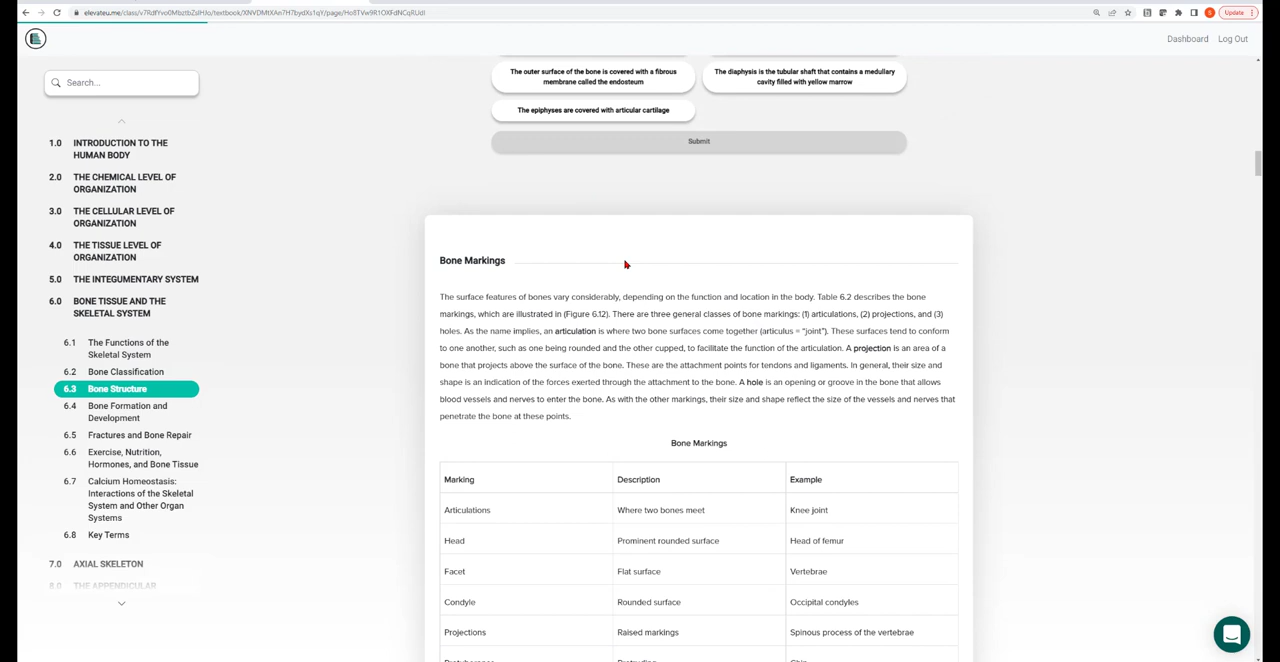 elevateu.me/class/v7RdfYvo0MbztbZslHJo/textbook/XNVDMtXAn7H7bydXs1qY/page/Ho8TVw9R1OXFdNCqRUdI
Update
Dashboard
Log Out
Search...
1.0 INTRODUCTION TO THE
HUMAN BODY
2.0 THE CHEMICAL LEVEL OF
ORGANIZATION
3.0 THE CELLULAR LEVEL OF
ORGANIZATION
4.0 THE TISSUE LEVEL OF
ORGANIZATION
5.0 THE INTEGUMENTARY SYSTEM
6.0 BONE TISSUE AND THE
SKELETAL SYSTEM
6.1 The Functions of the
Skeletal System
6.2 Bone Classification
6.3 Bone Structure
6.4 Bone Formation and
Development
6.5 Fractures and Bone Repair
6.6 Exercise, Nutrition,
Hormones, and Bone Tissue
6.7 Calcium Homeostasis:
Interactions of the Skeletal
System and Other Organ
Systems
6.8 Key Terms
7.0 AXIAL SKELETON
8.0 THE APPENDICULAR
The outer surface of the bone is covered with a fibrous
membrane called the endosteum
The diaphysis is the tubular shaft that contains a medullary
cavity filled with yellow marrow
The epiphyses are covered with articular cartilage
Submit
Bone Markings
The surface features of bones vary considerably, depending on the function and location in the body. Table 6.2 describes the bone
markings, which are illustrated in (Figure 6.12). There are three general classes of bone markings: (1) articulations, (2) projections, and (3)
holes. As the name implies, an articulation is where two bone surfaces come together (articulus = "joint"). These surfaces tend to conform
to one another, such as one being rounded and the other cupped, to facilitate the function of the articulation. A projection is an area of a
bone that projects above the surface of the bone. These are the attachment points for tendons and ligaments. In general, their size and
shape is an indication of the forces exerted through the attachment to the bone. A hole is an opening or groove in the bone that allows
blood vessels and nerves to enter the bone. As with the other markings, their size and shape reflect the size of the vessels and nerves that
penetrate the bone at these points.
Bone Markings
Marking Description Example
Articulations Where two bones meet Knee joint
Head Prominent rounded surface Head of femur
Facet Flat surface Vertebrae
Condyle Rounded surface Occipital condyles
Projections Raised markings Spinous process of the vertebrae